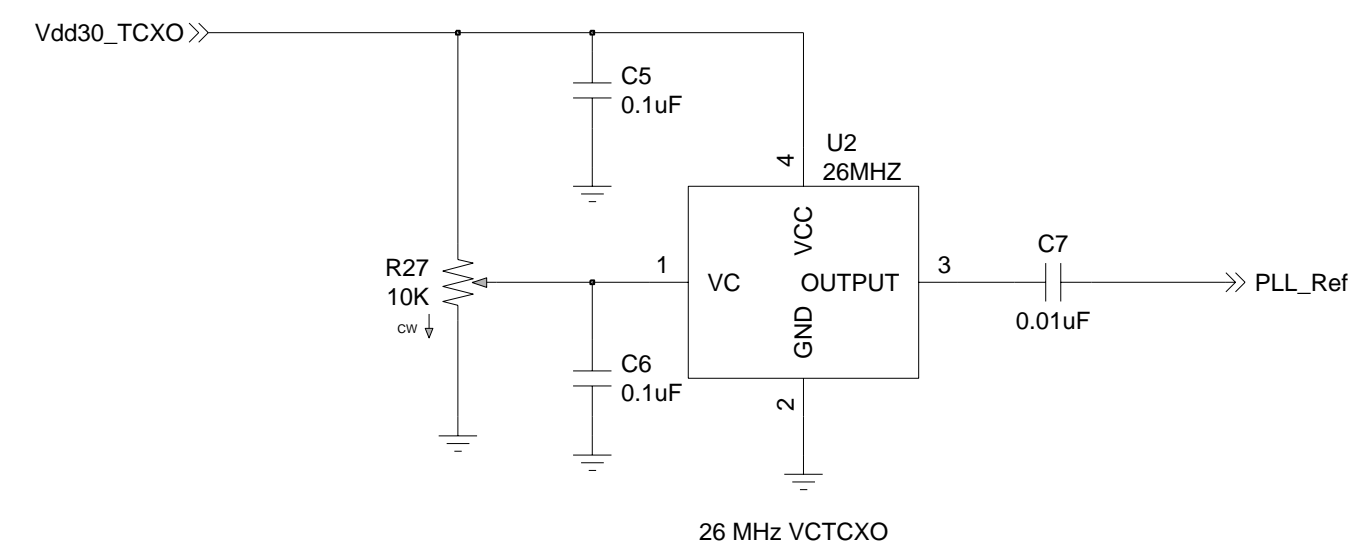 Vdd30_TCXO
C5
0.1uF
U2
26MHZ
4
VCC
R27
10K
CW
1
VC
OUTPUT
3
C7
0.01uF
PLL_Ref
GND
C6
0.1uF
2
26 MHz VCTCXO